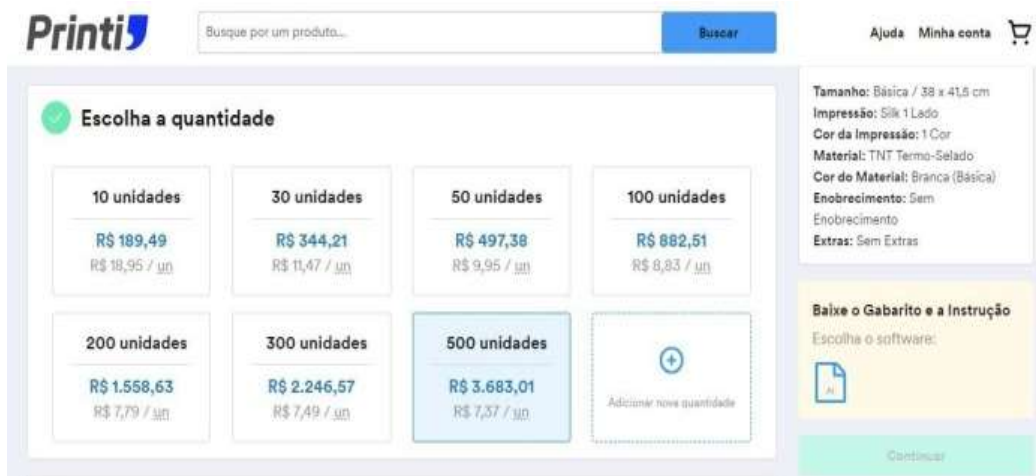 Printi
Busque por um produto...
Buscar
Ajuda
Minha conta
Escolha a quantidade
10 unidades
R$ 189,49
R$ 18,95 / un
30 unidades
R$ 344,21
R$ 11,47 / un
50 unidades
R$ 497,38
R$ 9,95 / un
100 unidades
R$ 882,51
R$ 8,83 / un
200 unidades
R$ 1.558,63
R$ 7,79 / un
300 unidades
R$ 2.246,57
R$ 7,49 / un
500 unidades
R$ 3.683,01
R$ 7,37 / un
Adicionar nova quantidade
Tamanho: Básica / 38 x 41,5 cm
Impressão: Silk 1 Lado
Cor da Impressão: 1 Cor
Material: TNT Termo-Selado
Cor do Material: Branca (Básica)
Enobrecimento: Sem
Enobrecimento
Extras: Sem Extras
Baixe o Gabarito e a Instrução
Escolha o software:
Ai
Continuar